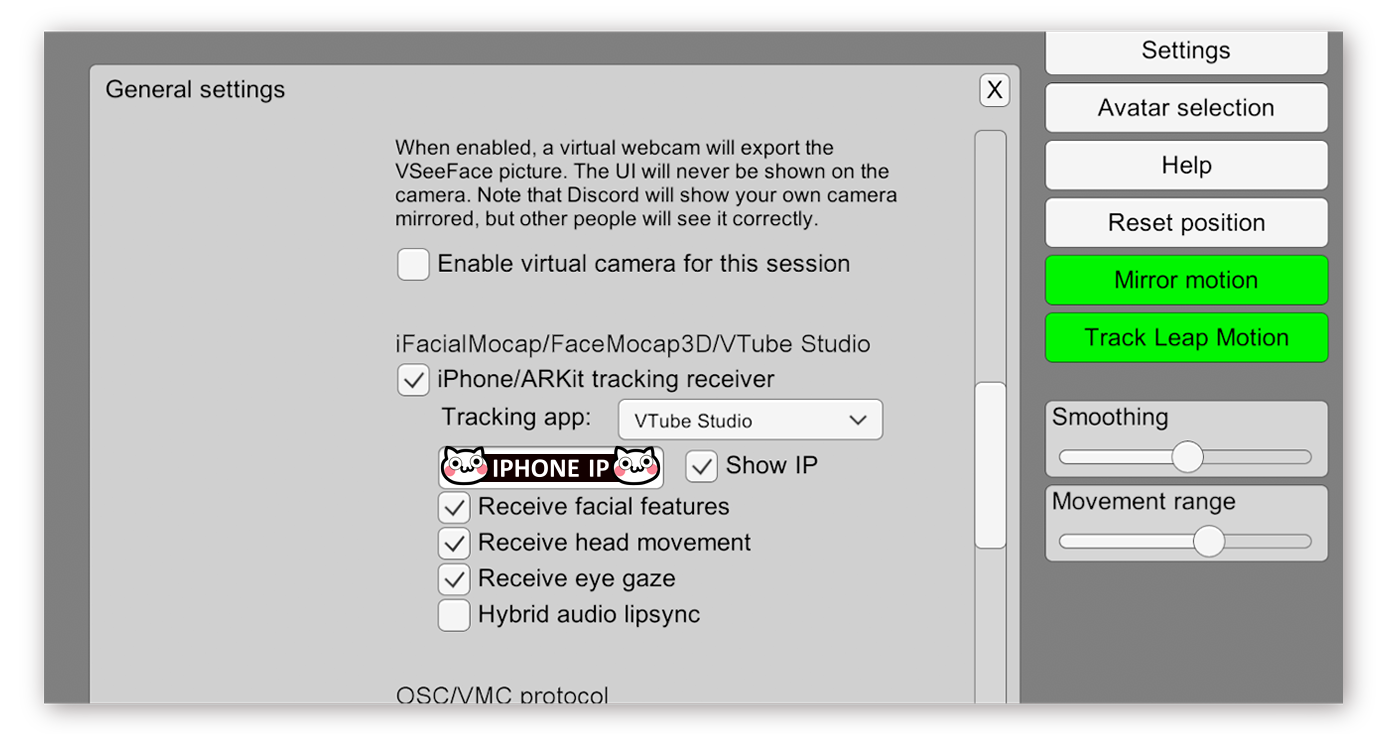 General settings
X
When enabled, a virtual webcam will export the
VSeeFace picture. The UI will never be shown on the
camera. Note that Discord will show your own camera
mirrored, but other people will see it correctly.
Enable virtual camera for this session
iFacialMocap/FaceMocap3D/VTube Studio
iPhone/ARKit tracking receiver
Tracking app: VTube Studio
IPHONE IP Show IP
Receive facial features
Receive head movement
Receive eye gaze
Hybrid audio lipsync
OSC/VMC protocol
Settings
Avatar selection
Help
Reset position
Mirror motion
Track Leap Motion
Smoothing
Movement range